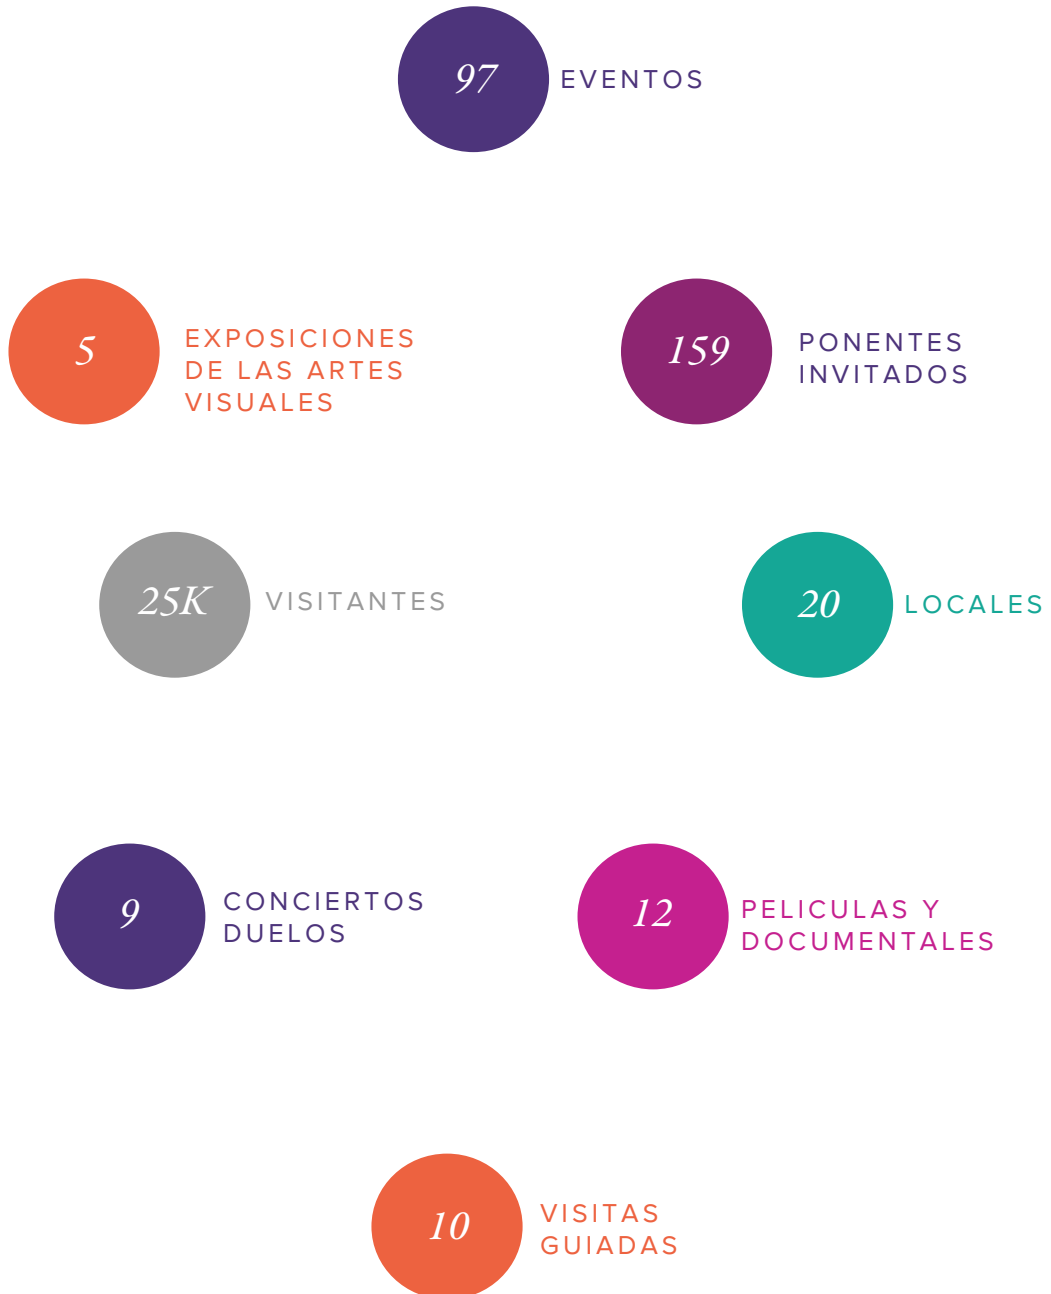 97
EVENTOS
5
EXPOSICIONES
DE LAS ARTES
VISUALES
159
PONENTES
INVITADOS
25K
VISITANTES
20
LOCALES
9
CONCIERTOS
DUELOS
12
PELICULAS Y
DOCUMENTALES
10
VISITAS
GUIADAS